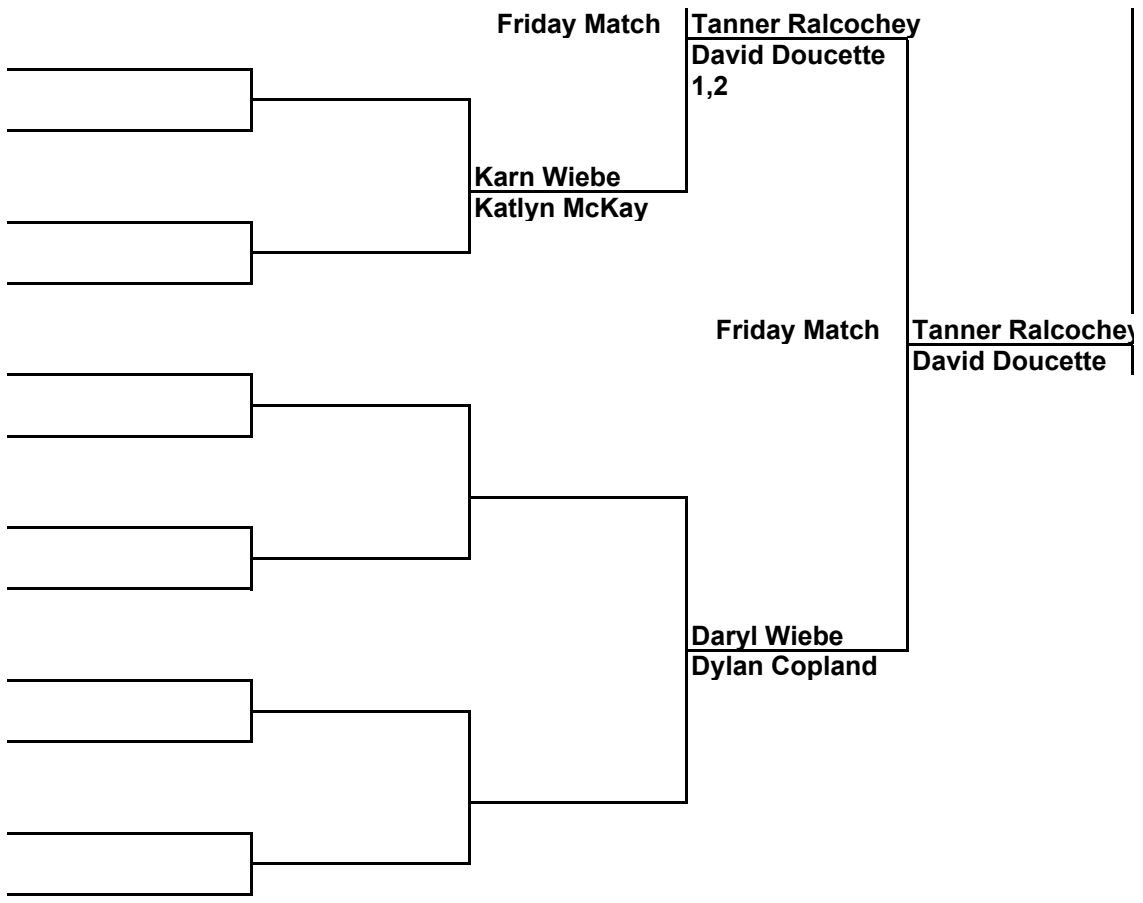 Friday Match
Tanner Ralcochey
David Doucette
1,2
Karn Wiebe
Katlyn McKay
Friday Match
Tanner Ralcochey
David Doucette
Daryl Wiebe
Dylan Copland